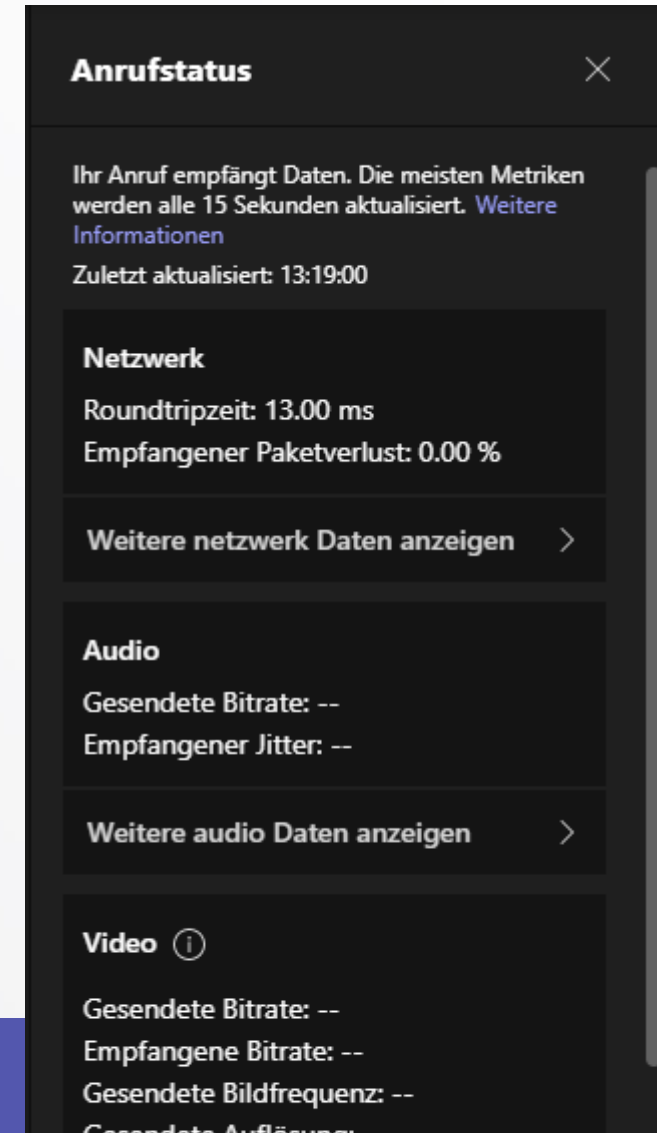 Anrufstatus
Ihr Anruf empfängt Daten. Die meisten Metriken
werden alle 15 Sekunden aktualisiert. Weitere
Informationen
Zuletzt aktualisiert: 13:19:00
Netzwerk
Roundtripzeit: 13.00 ms
Empfangener Paketverlust: 0.00 %
Weitere netzwerk Daten anzeigen
Audio
Gesendete Bitrate: --
Empfangener Jitter: --
Weitere audio Daten anzeigen
Video
Gesendete Bitrate: --
Empfangene Bitrate: --
Gesendete Bildfrequenz: --
Gesendete Auflösung: